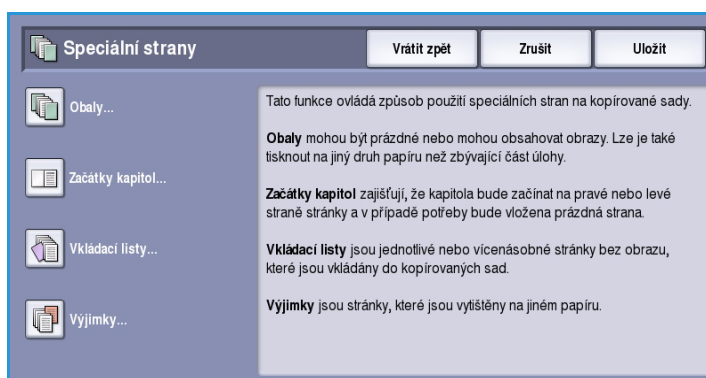 Speciální strany
Vrátit zpět
Zrušit
Uložit
Obaly...
Začátky kapitol...
Vkládací listy...
Výjimky...
Tato funkce ovládá způsob použití speciálních stran na kopírované sady.
Obaly mohou být prázdné nebo mohou obsahovat obrazy. Lze je také
tisknout na jiný druh papíru než zbývající část úlohy.
Začátky kapitol zajišťují, že kapitola bude začínat na pravé nebo levé
straně stránky a v případě potřeby bude vložena prázdná strana.
Vkládací listy jsou jednotlivé nebo vícenásobné stránky bez obrazu,
které jsou vkládány do kopírovaných sad.
Výjimky jsou stránky, které jsou vytištěny na jiném papíru.